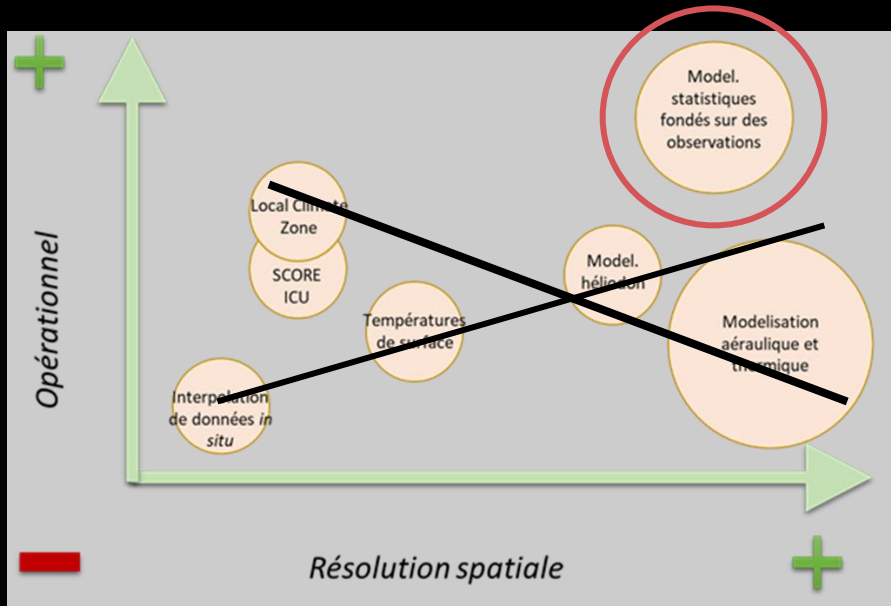 Model.
statistiques
fondés sur des
observations
Local Climate
Zone
SCORE
ICU
Model.
héliodon
Températures
de surface
Modelisation
aéraulique et
thermique
Interpolation
de données in
situ
Opérationnel
Résolution spatiale